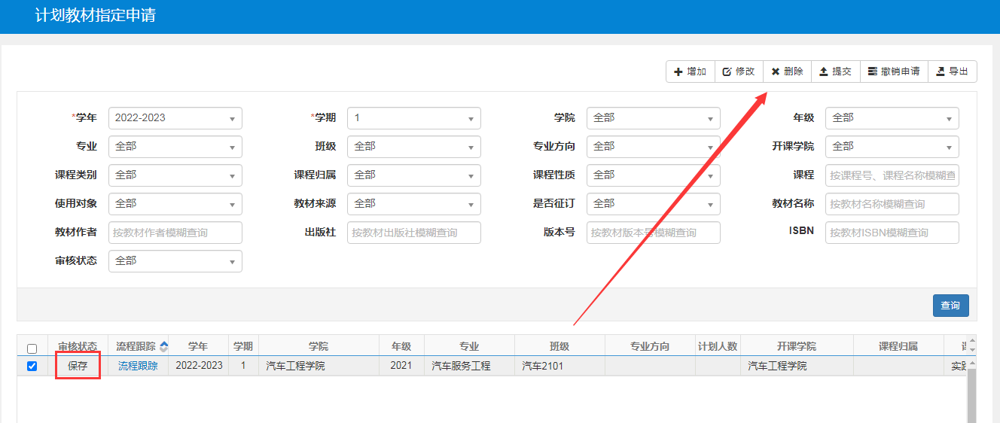 计划教材指定申请
增加 修改 删除 提交 撤销申请 导出
*学年 2022-2023 *学期 1 学院 全部 年级 全部
专业 全部 班级 全部 专业方向 全部 开课学院 全部
课程类别 全部 课程归属 全部 课程性质 全部 课程 按课程号、课程名称模糊查
使用对象 全部 教材来源 全部 是否征订 全部 教材名称 按教材名称模糊查询
教材作者 按教材作者模糊查询 出版社 按教材出版社模糊查询 版本号 按教材版本号模糊查询 ISBN 按教材ISBN模糊查询
审核状态 全部
查询
审核状态 流程跟踪 学年 学期 学院 年级 专业 班级 专业方向 计划人数 开课学院 课程归属
保存 流程跟踪 2022-2023 1 汽车工程学院 2021 汽车服务工程 汽车2101 汽车工程学院 实践